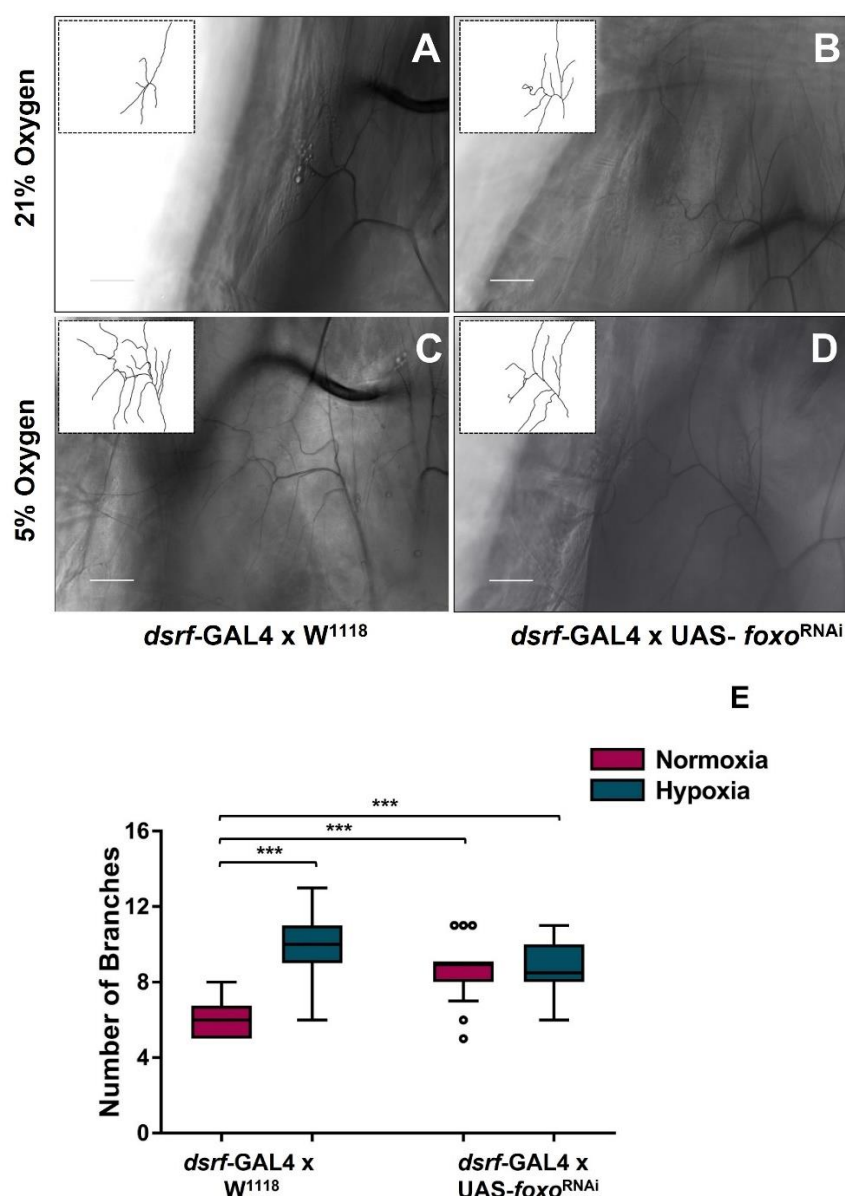 21% Oxygen
A
B
5% Oxygen
C
D
dsrf-GAL4 x W¹¹¹⁸
dsrf-GAL4 x UAS- foxoᴿᴺᴬⁱ
E
Normoxia
Hypoxia
***
***
***
Number of Branches
16
12
8
4
0
dsrf-GAL4 x
W¹¹¹⁸
dsrf-GAL4 x
UAS-foxoᴿᴺᴬⁱ